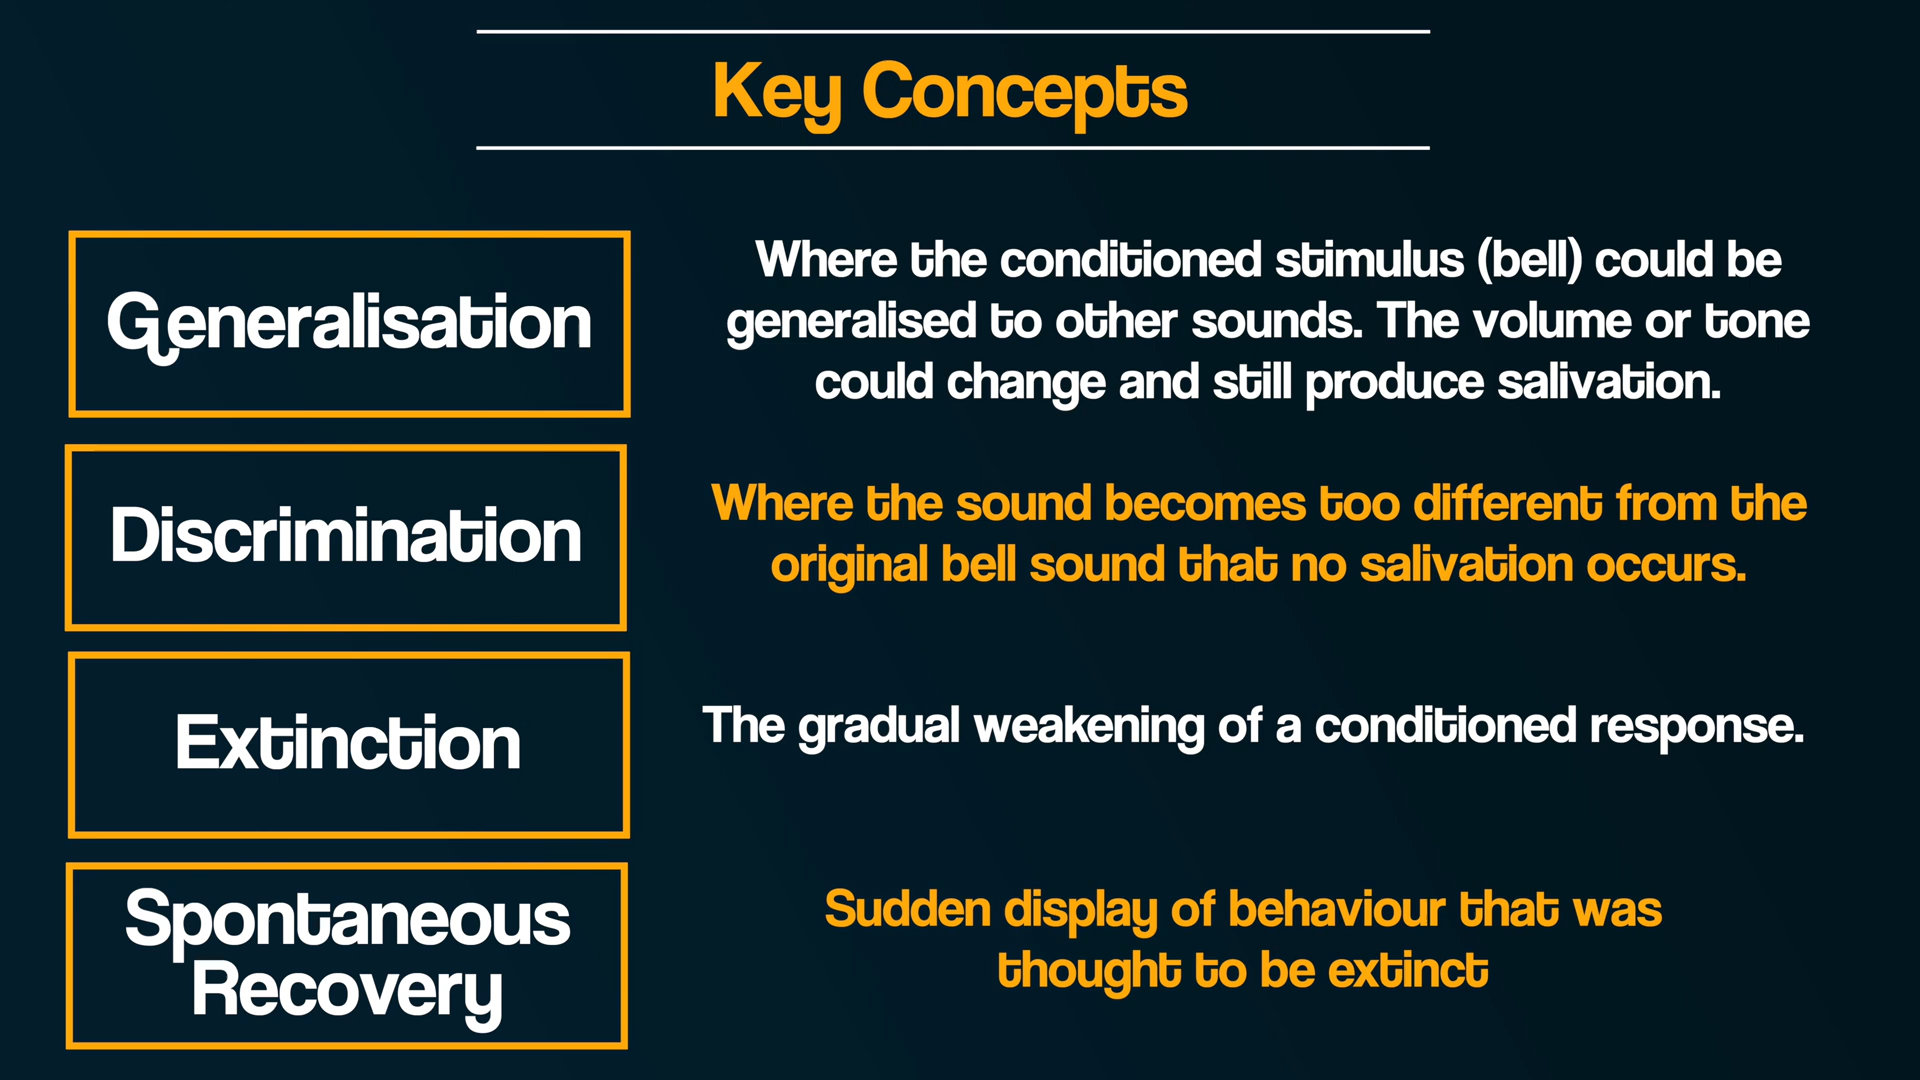 Key Concepts
Generalisation
Where the conditioned stimulus (bell) could be
generalised to other sounds. The volume or tone
could change and still produce salivation.
Discrimination
Where the sound becomes too different from the
original bell sound that no salivation occurs.
Extinction
The gradual weakening of a conditioned response.
Spontaneous
Recovery
Sudden display of behaviour that was
thought to be extinct